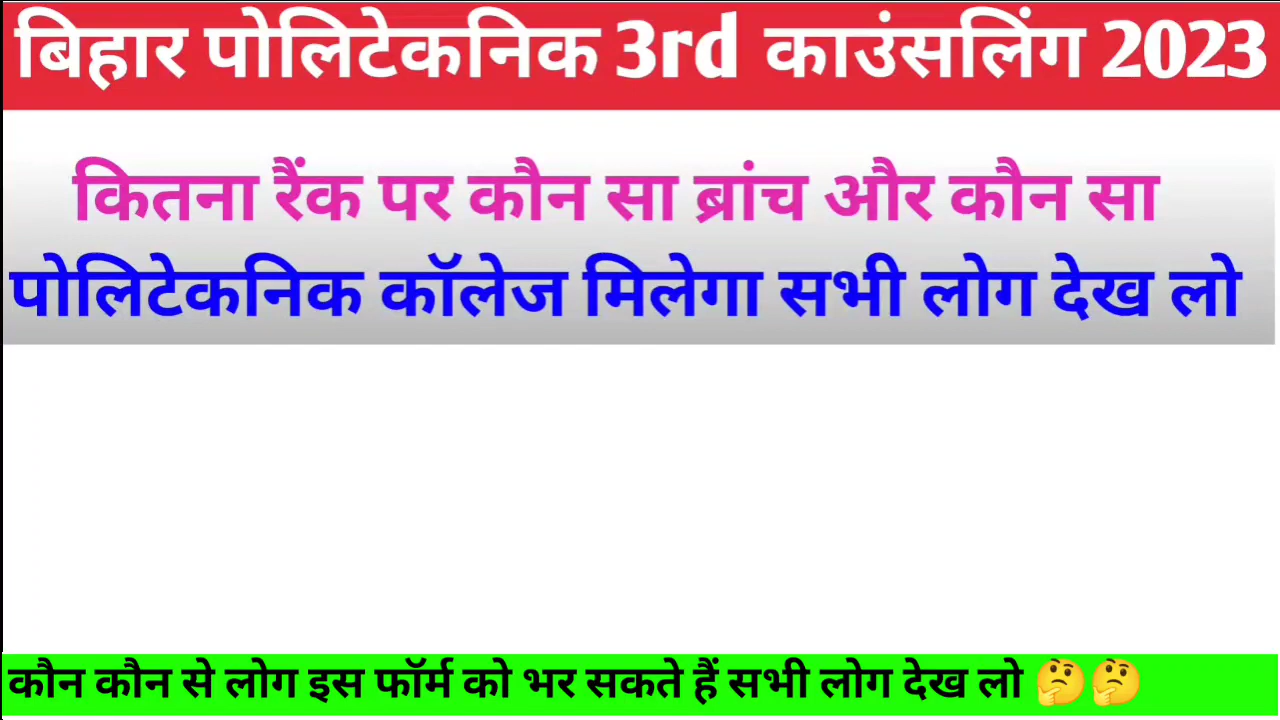 बिहार पोलिटेकनिक 3rd काउंसलिंग 2023
कितना रैंक पर कौन सा ब्रांच और कौन सा
पोलिटेकनिक कॉलेज मिलेगा सभी लोग देख लो
कौन कौन से लोग इस फॉर्म को भर सकते हैं सभी लोग देख लो 🤔🤔